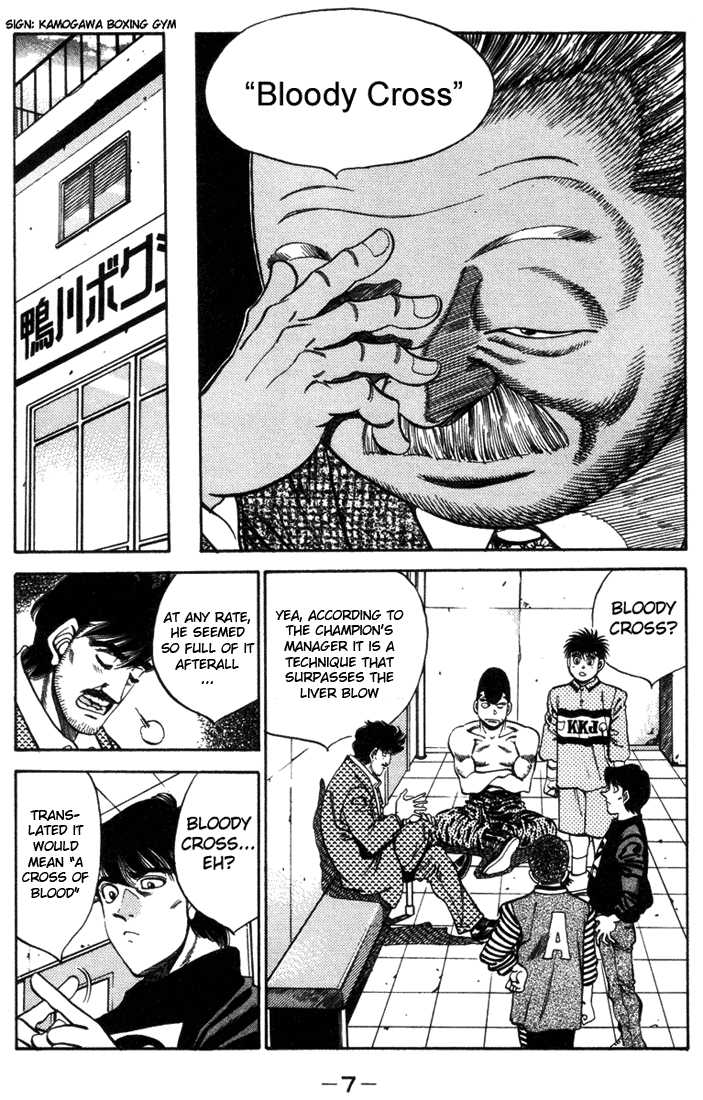 SIGN: KAMOGAWA BOXING GYM
"Bloody Cross"
鴨川ボクシ
AT ANY RATE,
HE SEEMED
SO FULL OF IT
AFTERALL
...
YEA, ACCORDING TO
THE CHAMPION'S
MANAGER IT IS A
TECHNIQUE THAT
SURPASSES THE
LIVER BLOW
BLOODY
CROSS?
KKJ
A
BLOODY
CROSS...
EH?
TRANS-
LATED IT
WOULD
MEAN "A
CROSS OF
BLOOD"
-7-